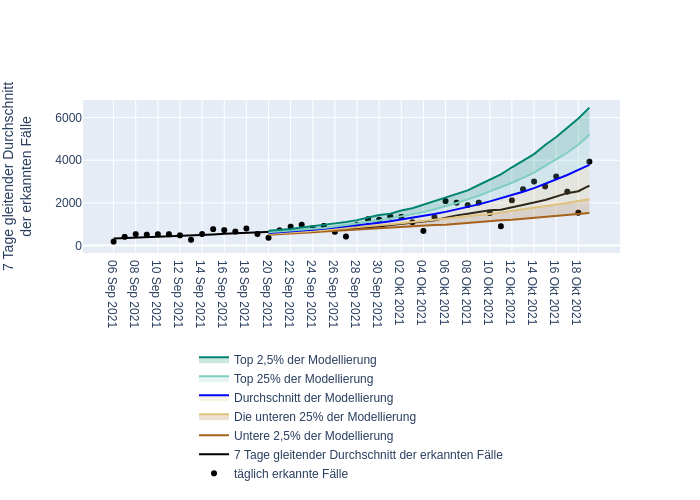 7 Tage gleitender Durchschnitt
der erkannten Fälle
6000
4000
2000
0
06 Sep 2021
08 Sep 2021
10 Sep 2021
12 Sep 2021
14 Sep 2021
16 Sep 2021
18 Sep 2021
20 Sep 2021
22 Sep 2021
24 Sep 2021
26 Sep 2021
28 Sep 2021
30 Sep 2021
02 Okt 2021
04 Okt 2021
06 Okt 2021
08 Okt 2021
10 Okt 2021
12 Okt 2021
14 Okt 2021
16 Okt 2021
18 Okt 2021
Top 2,5% der Modellierung
Top 25% der Modellierung
Durchschnitt der Modellierung
Die unteren 25% der Modellierung
Untere 2,5% der Modellierung
7 Tage gleitender Durchschnitt der erkannten Fälle
täglich erkannte Fälle